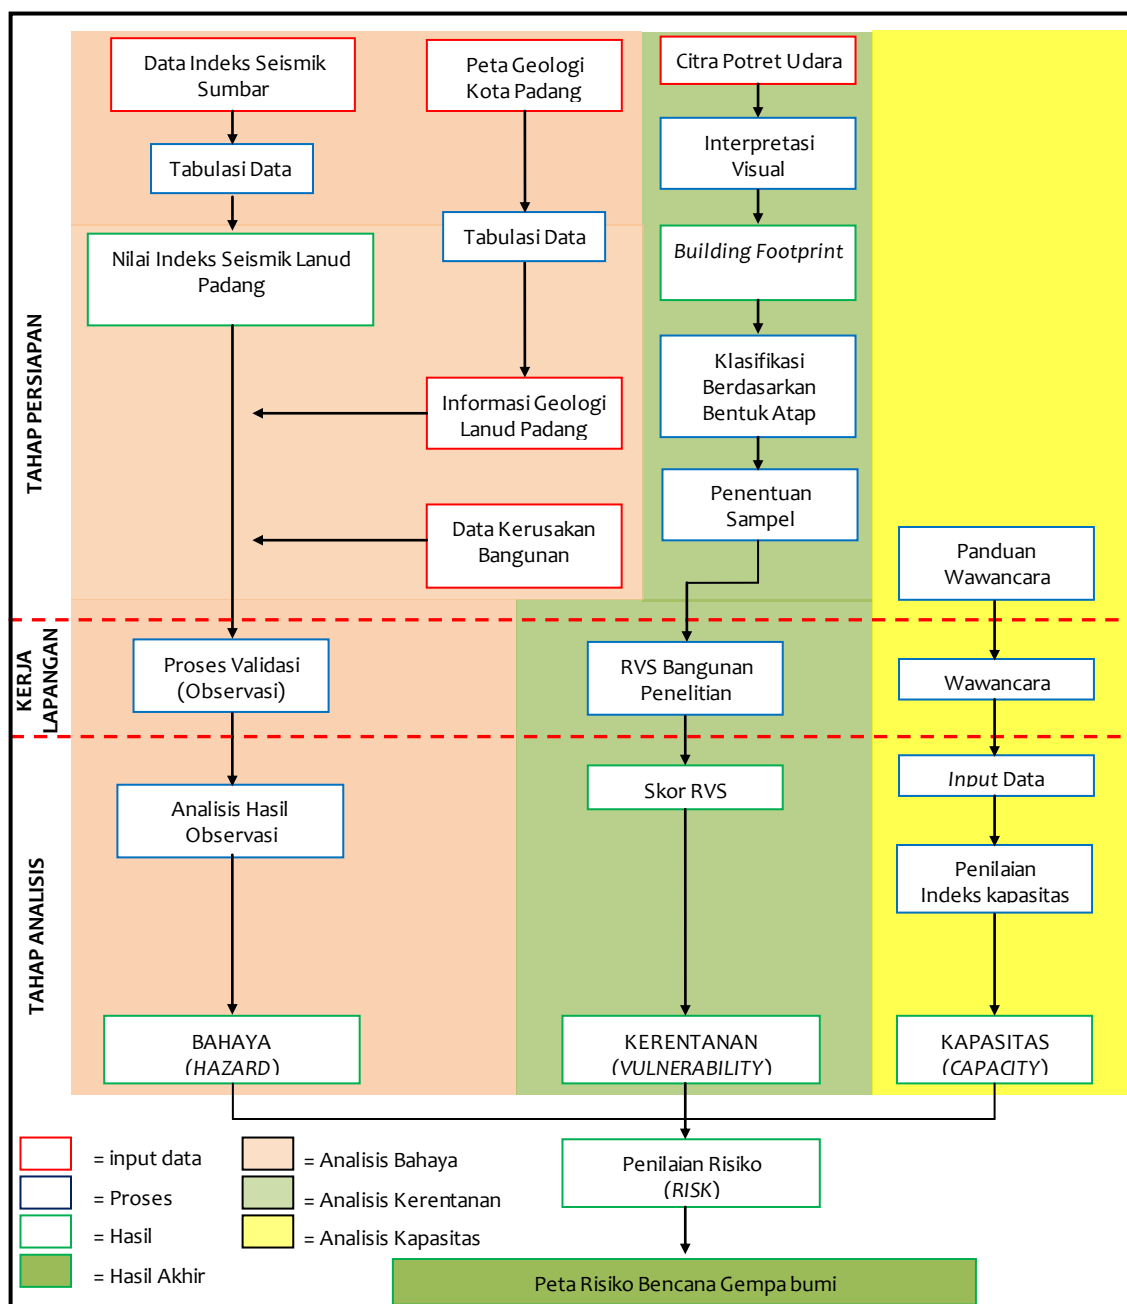 TAHAP PERSIAPAN
Data Indeks Seismik
Sumbar
Tabulasi Data
Nilai Indeks Seismik Lanud
Padang
Peta Geologi
Kota Padang
Tabulasi Data
Informasi Geologi
Lanud Padang
Data Kerusakan
Bangunan
Citra Potret Udara
Interpretasi
Visual
Building Footprint
Klasifikasi
Berdasarkan
Bentuk Atap
Penentuan
Sampel
Panduan
Wawancara
KERJA
LAPANGAN
Proses Validasi
(Observasi)
RVS Bangunan
Penelitian
Wawancara
TAHAP ANALISIS
Analisis Hasil
Observasi
Skor RVS
Input Data
Penilaian
Indeks kapasitas
BAHAYA
(HAZARD)
KERENTANAN
(VULNERABILITY)
KAPASITAS
(CAPACITY)
Penilaian Risiko
(RISK)
Peta Risiko Bencana Gempa bumi
= input data
= Proses
= Hasil
= Hasil Akhir
= Analisis Bahaya
= Analisis Kerentanan
= Analisis Kapasitas